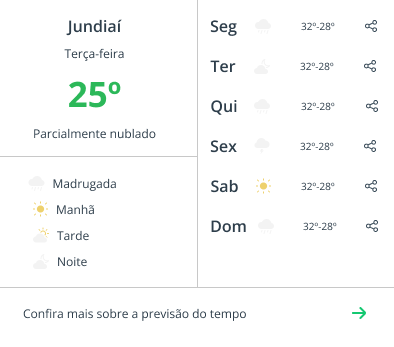 Jundiaí
Terça-feira
25º
Parcialmente nublado
Madrugada
Manhã
Tarde
Noite
Seg 32º-28º
Ter 32º-28º
Qui 32º-28º
Sex 32º-28º
Sab 32º-28º
Dom 32º-28º
Confira mais sobre a previsão do tempo